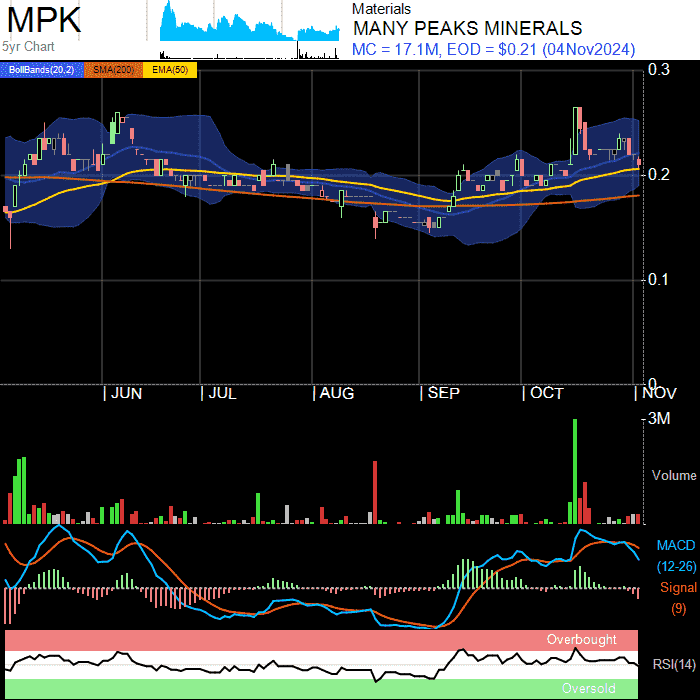 MPK
5yr Chart
Materials
MANY PEAKS MINERALS
MC = 17.1M, EOD = $0.21 (04Nov2024)
BollBands(20,2) SMA(200) EMA(50)
0.3
0.2
0.1
0
JUN JUL AUG SEP OCT NOV
3M
Volume
MACD
(12-26)
Signal
(9)
Overbought
RSI(14)
Oversold